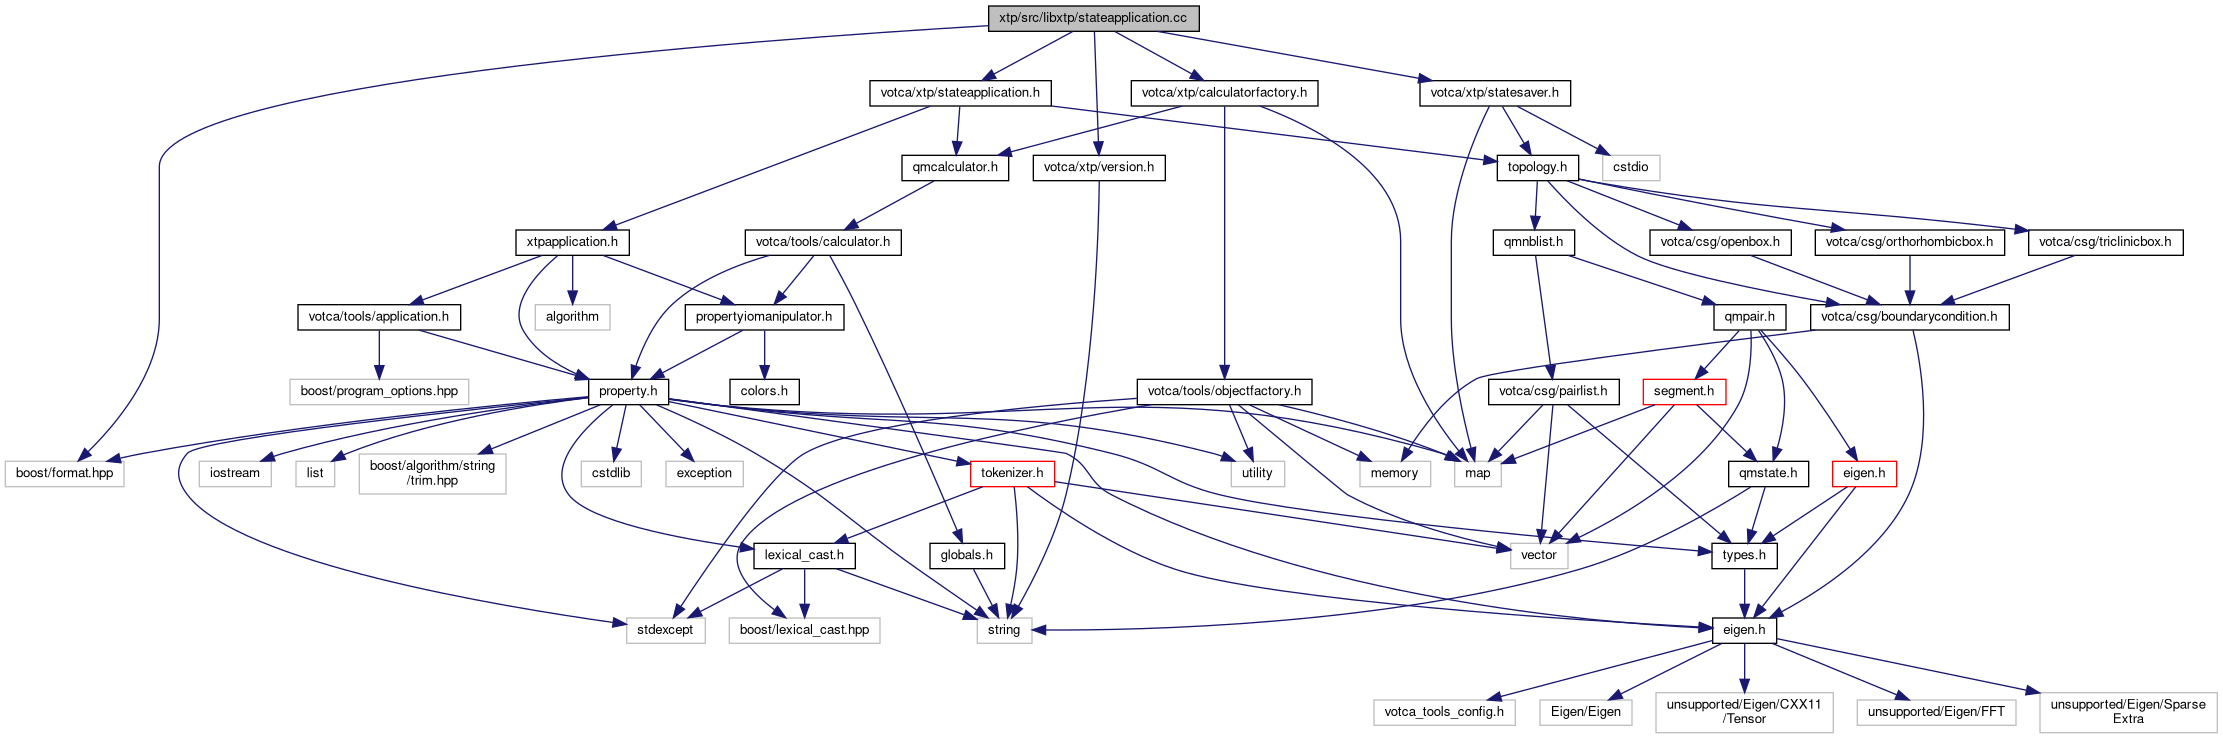 xtp/src/libxtp/stateapplication.cc
votca/xtp/stateapplication.h
votca/xtp/calculatorfactory.h
votca/xtp/statesaver.h
qmcalculator.h
votca/xtp/version.h
topology.h
cstdio
xtpapplication.h
votca/tools/calculator.h
qmnblist.h
votca/csg/openbox.h
votca/csg/orthorhombicbox.h
votca/csg/triclinicbox.h
votca/tools/application.h
algorithm
propertyiomanipulator.h
qmpair.h
votca/csg/boundarycondition.h
boost/program_options.hpp
property.h
colors.h
votca/tools/objectfactory.h
votca/csg/pairlist.h
segment.h
boost/format.hpp
iostream
list
boost/algorithm/string
/trim.hpp
cstdlib
exception
tokenizer.h
utility
memory
map
qmstate.h
eigen.h
lexical_cast.h
globals.h
vector
types.h
stdexcept
boost/lexical_cast.hpp
string
eigen.h
votca_tools_config.h
Eigen/Eigen
unsupported/Eigen/CXX11
/Tensor
unsupported/Eigen/FFT
unsupported/Eigen/Sparse
Extra